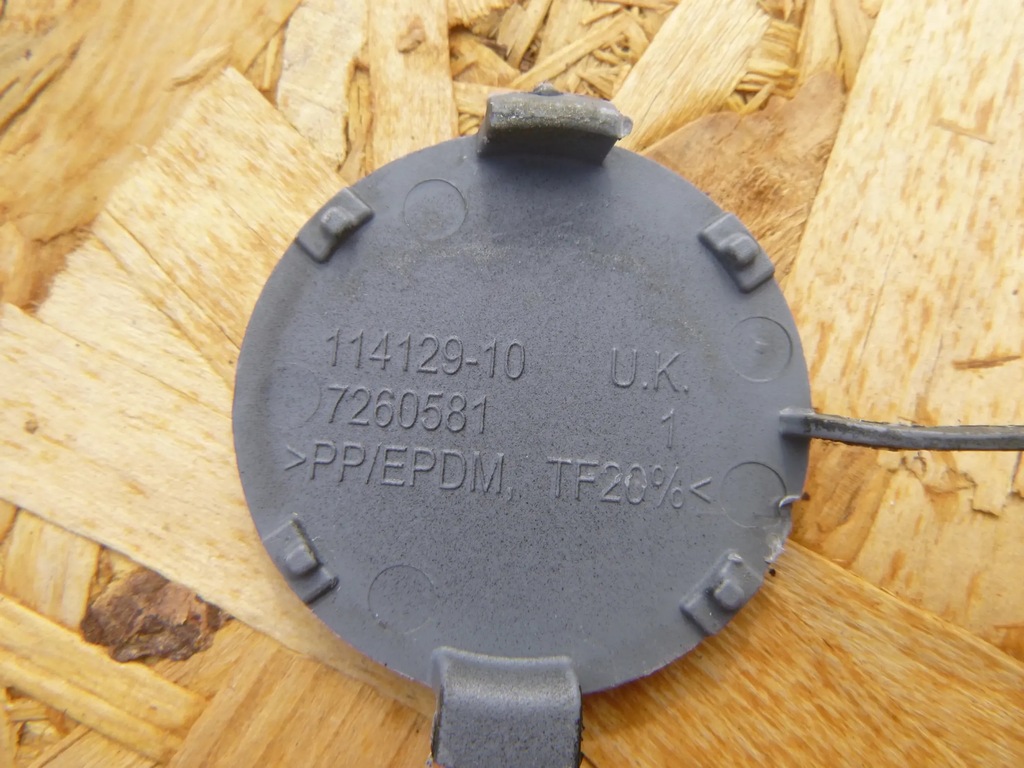 114129-10 U.K.
7260581 1
>PP/EPDM, TF20%<